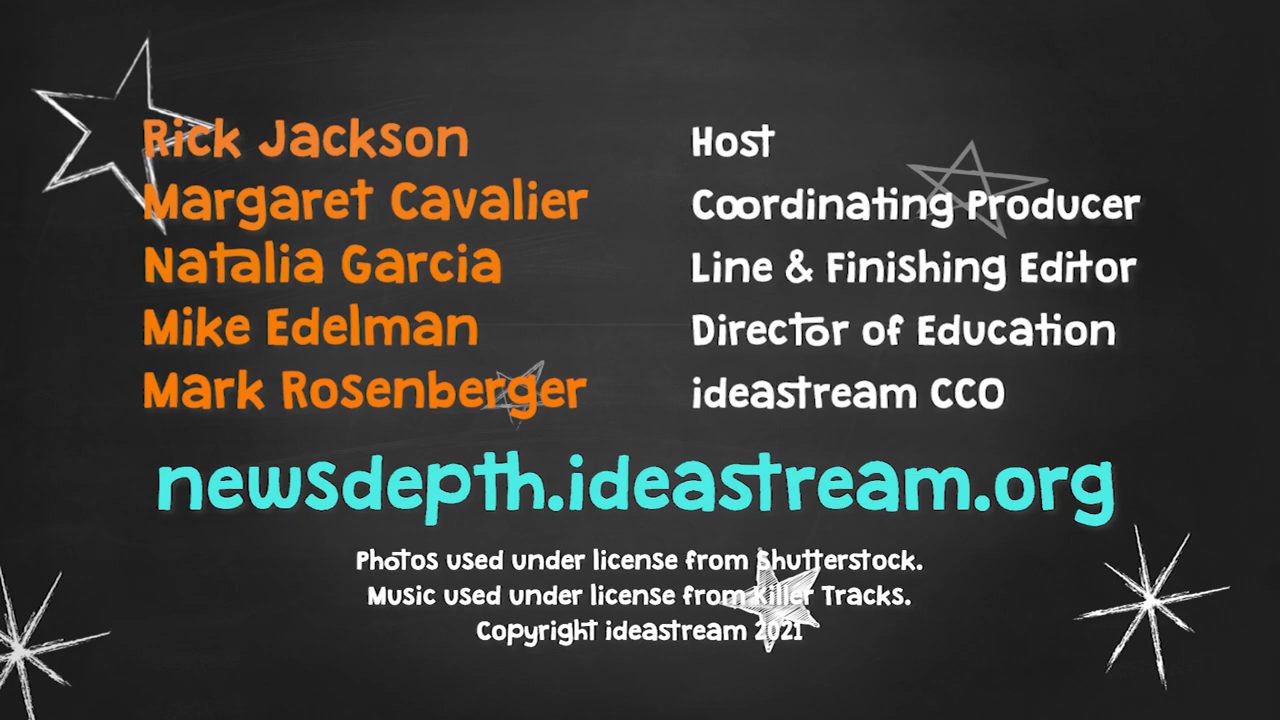 Rick Jackson Host
Margaret Cavalier Coordinating Producer
Natalia Garcia Line & Finishing Editor
Mike Edelman Director of Education
Mark Rosenberger ideastream CCO
newsdepth.ideastream.org
Photos used under license from Shutterstock.
Music used under license from Killer Tracks.
Copyright ideastream 2021